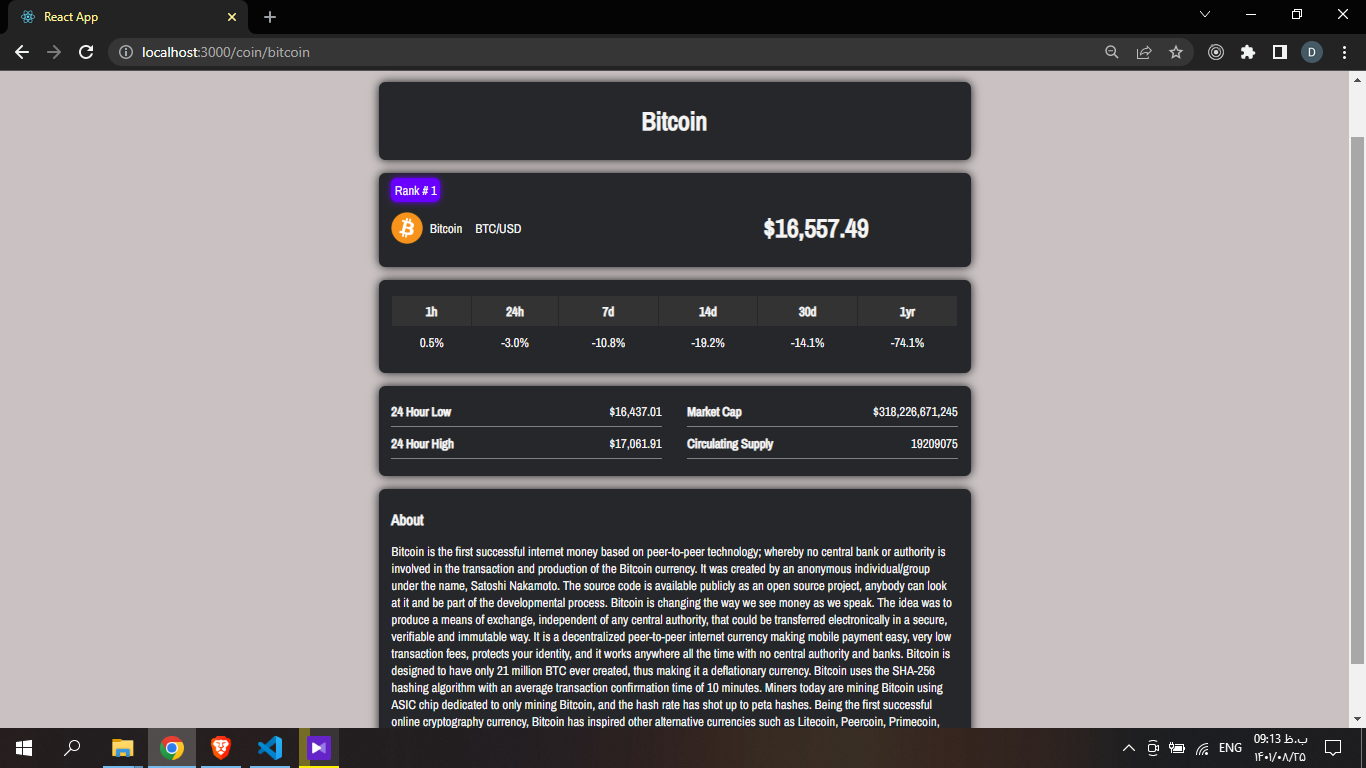 React App
localhost:3000/coin/bitcoin
D
Bitcoin
Rank # 1
Bitcoin BTC/USD $16,557.49
1h 24h 7d 14d 30d 1yr
0.5% -3.0% -10.8% -19.2% -14.1% -74.1%
24 Hour Low $16,437.01 Market Cap $318,226,671,245
24 Hour High $17,061.91 Circulating Supply 19209075
About
Bitcoin is the first successful internet money based on peer-to-peer technology; whereby no central bank or authority is
involved in the transaction and production of the Bitcoin currency. It was created by an anonymous individual/group
under the name, Satoshi Nakamoto. The source code is available publicly as an open source project, anybody can look
at it and be part of the developmental process. Bitcoin is changing the way we see money as we speak. The idea was to
produce a means of exchange, independent of any central authority, that could be transferred electronically in a secure,
verifiable and immutable way. It is a decentralized peer-to-peer internet currency making mobile payment easy, very low
transaction fees, protects your identity, and it works anywhere all the time with no central authority and banks. Bitcoin is
designed to have only 21 million BTC ever created, thus making it a deflationary currency. Bitcoin uses the SHA-256
hashing algorithm with an average transaction confirmation time of 10 minutes. Miners today are mining Bitcoin using
ASIC chip dedicated to only mining Bitcoin, and the hash rate has shot up to peta hashes. Being the first successful
online cryptography currency, Bitcoin has inspired other alternative currencies such as Litecoin, Peercoin, Primecoin,
ENG
09:13 ب.ظ
۱۴۰۱/۰۸/۲۵